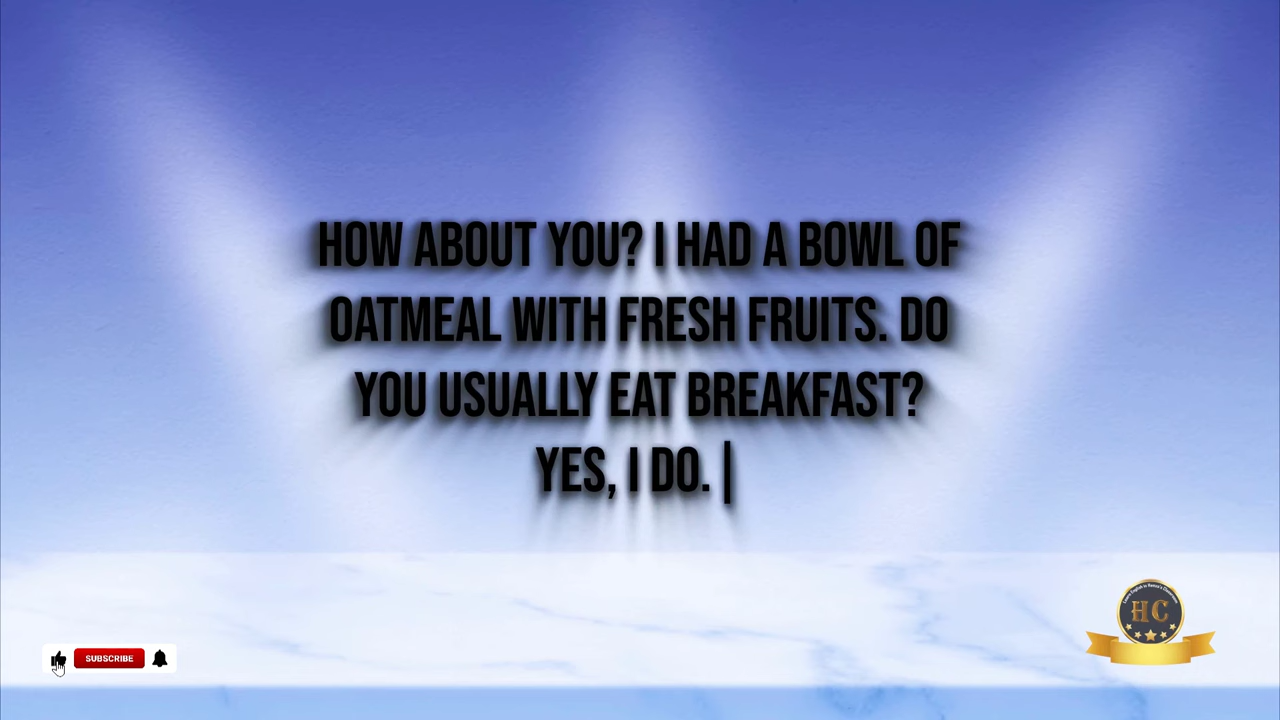 HOW ABOUT YOU? I HAD A BOWL OF
OATMEAL WITH FRESH FRUITS. DO
YOU USUALLY EAT BREAKFAST?
YES, I DO.
HC
SUBSCRIBE